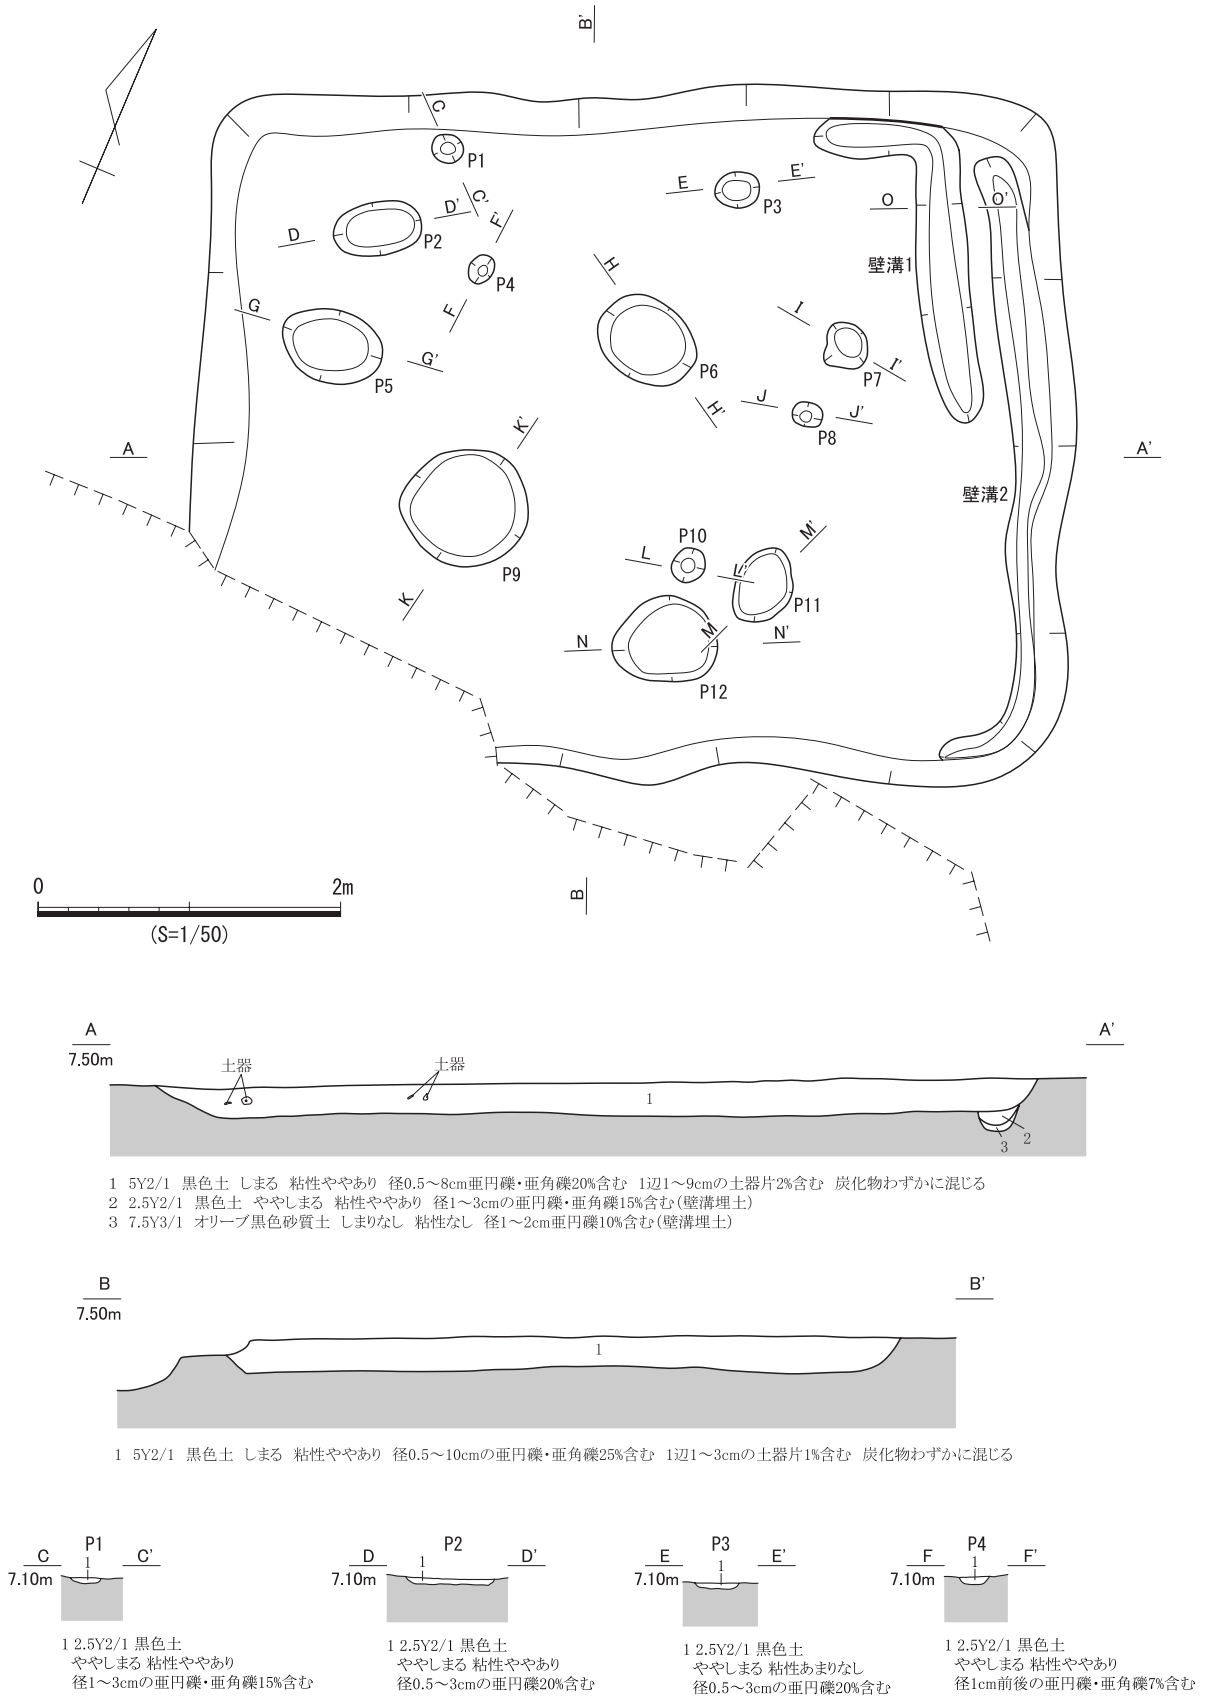 B'
C
P1
C'
E
E'
P3
D
D'
P2
F'
O
O'
P4
F
H
壁溝1
G
G'
P5
I
I'
P7
P6
H'
J
J'
P8
K'
A
A'
壁溝2
P9
K
P10
M'
L
L'
P11
M
N
N'
P12
0 2m
(S=1/50)
B
A A'
7.50m
土器 土器
1
2
3
1 5Y2/1 黒色土 しまる 粘性ややあり 径0.5～8cm亜円礫・亜角礫20%含む 1辺1～9cmの土器片2%含む 炭化物わずかに混じる
2 2.5Y2/1 黒色土 ややしまる 粘性ややあり 径1～3cmの亜円礫・亜角礫15%含む(壁溝埋土)
3 7.5Y3/1 オリーブ黒色砂質土 しまりなし 粘性なし 径1～2cm亜円礫10%含む(壁溝埋土)
B B'
7.50m
1
1 5Y2/1 黒色土 しまる 粘性ややあり 径0.5～10cmの亜円礫・亜角礫25%含む 1辺1～3cmの土器片1%含む 炭化物わずかに混じる
P1
C 1 C'
7.10m
1 2.5Y2/1 黒色土
ややしまる 粘性ややあり
径1～3cmの亜円礫・亜角礫15%含む
P2
D 1 D'
7.10m
1 2.5Y2/1 黒色土
ややしまる 粘性ややあり
径0.5～3cmの亜円礫20%含む
P3
E 1 E'
7.10m
1 2.5Y2/1 黒色土
ややしまる 粘性あまりなし
径0.5～3cmの亜円礫20%含む
P4
F 1 F'
7.10m
1 2.5Y2/1 黒色土
ややしまる 粘性ややあり
径1cm前後の亜円礫・亜角礫7%含む